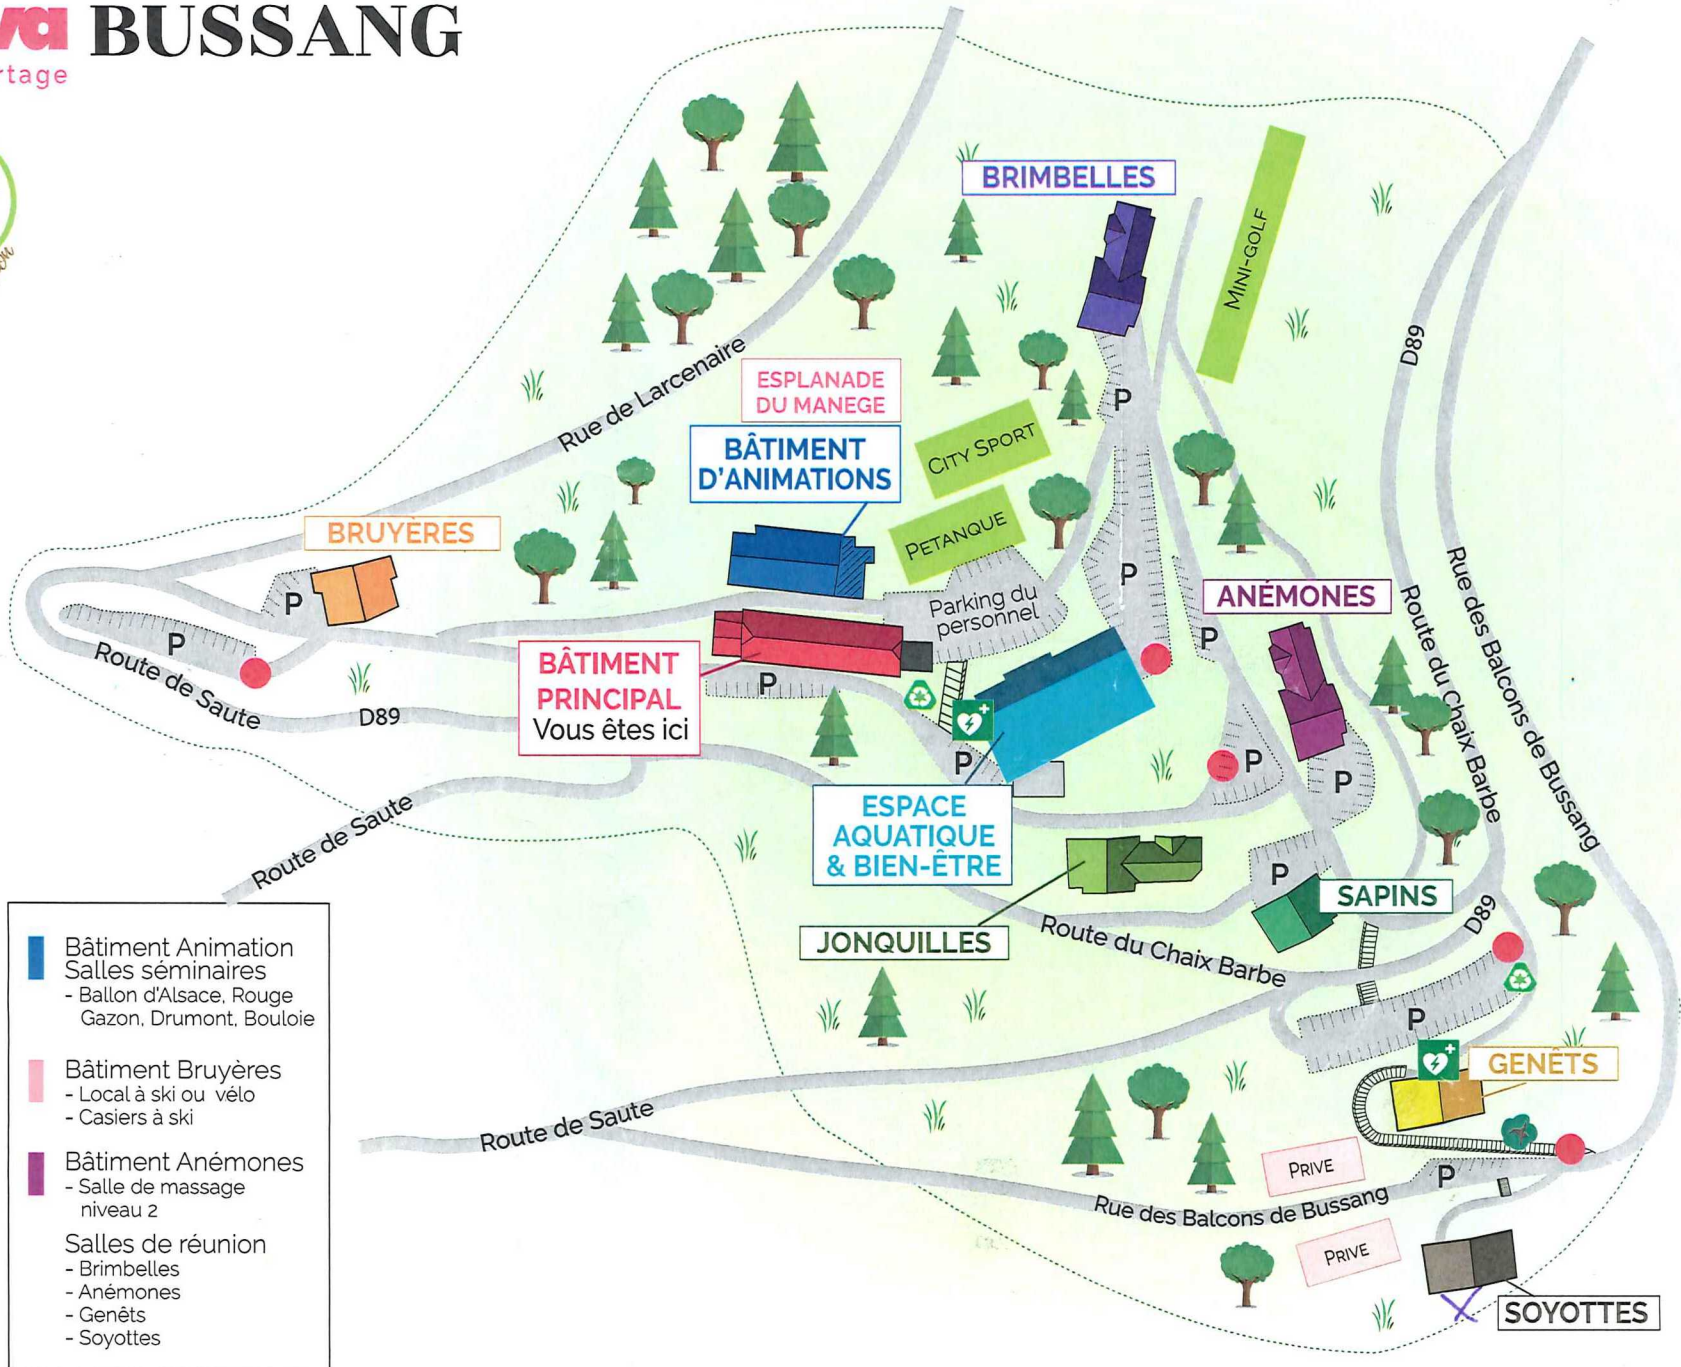 BUSSANG
BRIMBELLES
MINI-GOLF
D89
Rue de Larcenaire
ESPLANADE
DU MANEGE
BÂTIMENT
D'ANIMATIONS
CITY SPORT
P
PETANQUE
BRUYÈRES
P
P
Route de Saute
D89
Parking du
personnel
P
P
ANÉMONES
Route du Chaix Barbe
Rue des Balcons de Bussang
BÂTIMENT
PRINCIPAL
Vous êtes ici
P
P
P
P
Route de Saute
ESPACE
AQUATIQUE
& BIEN-ÊTRE
P
SAPINS
D89
JONQUILLES
Route du Chaix Barbe
P
GENÊTS
Route de Saute
PRIVE
P
Rue des Balcons de Bussang
PRIVE
SOYOTTES
Bâtiment Animation
Salles séminaires
- Ballon d'Alsace, Rouge
Gazon, Drumont, Bouloie
Bâtiment Bruyères
- Local à ski ou vélo
- Casiers à ski
Bâtiment Anémones
- Salle de massage
niveau 2
Salles de réunion
- Brimbelles
- Anémones
- Genêts
- Soyottes